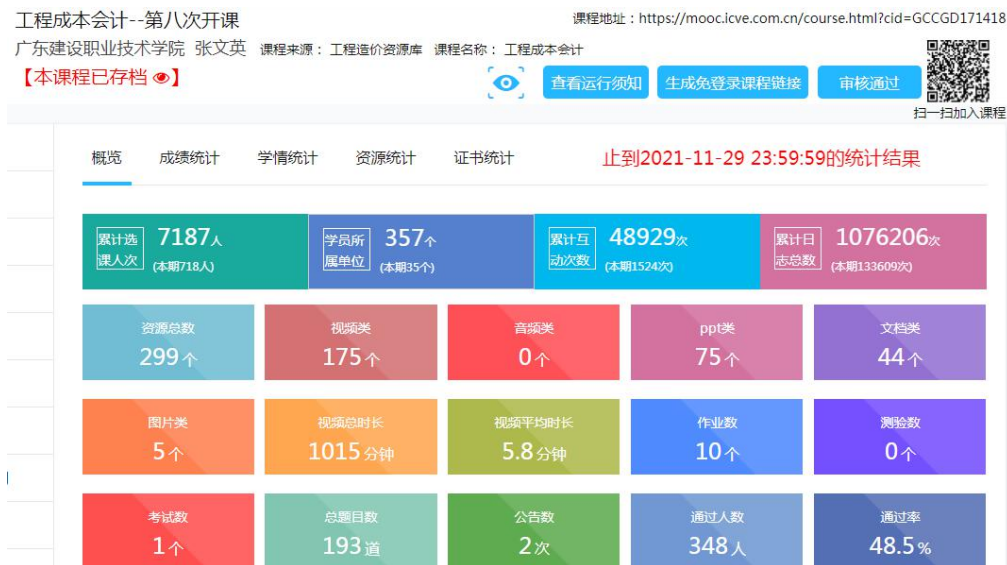 工程成本会计--第八次开课
课程地址：https://mooc.icve.com.cn/course.html?cid=GCCGD171418
广东建设职业技术学院 张文英 课程来源： 工程造价资源库 课程名称： 工程成本会计
【本课程已存档】
查看运行须知 生成免登录课程链接 审核通过
扫一扫加入课程
概览 成绩统计 学情统计 资源统计 证书统计 止到2021-11-29 23:59:59的统计结果
累计选课人次 7187人 (本期718人)
学员所属单位 357个 (本期35个)
累计互动次数 48929次 (本期1524次)
累计日志总数 1076206次 (本期133609次)
资源总数 视频类 音频类 ppt类 文档类
299个 175个 0个 75个 44个
图片类 视频总时长 视频平均时长 作业数 测验数
5个 1015分钟 5.8分钟 10个 0个
考试数 总题目数 公告数 通过人数 通过率
1个 193道 2次 348人 48.5%